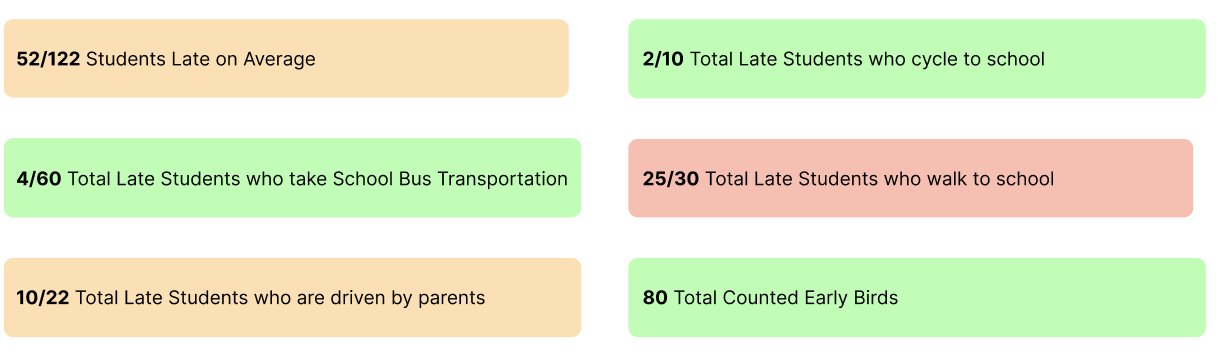 52/122 Students Late on Average
2/10 Total Late Students who cycle to school
4/60 Total Late Students who take School Bus Transportation
25/30 Total Late Students who walk to school
10/22 Total Late Students who are driven by parents
80 Total Counted Early Birds